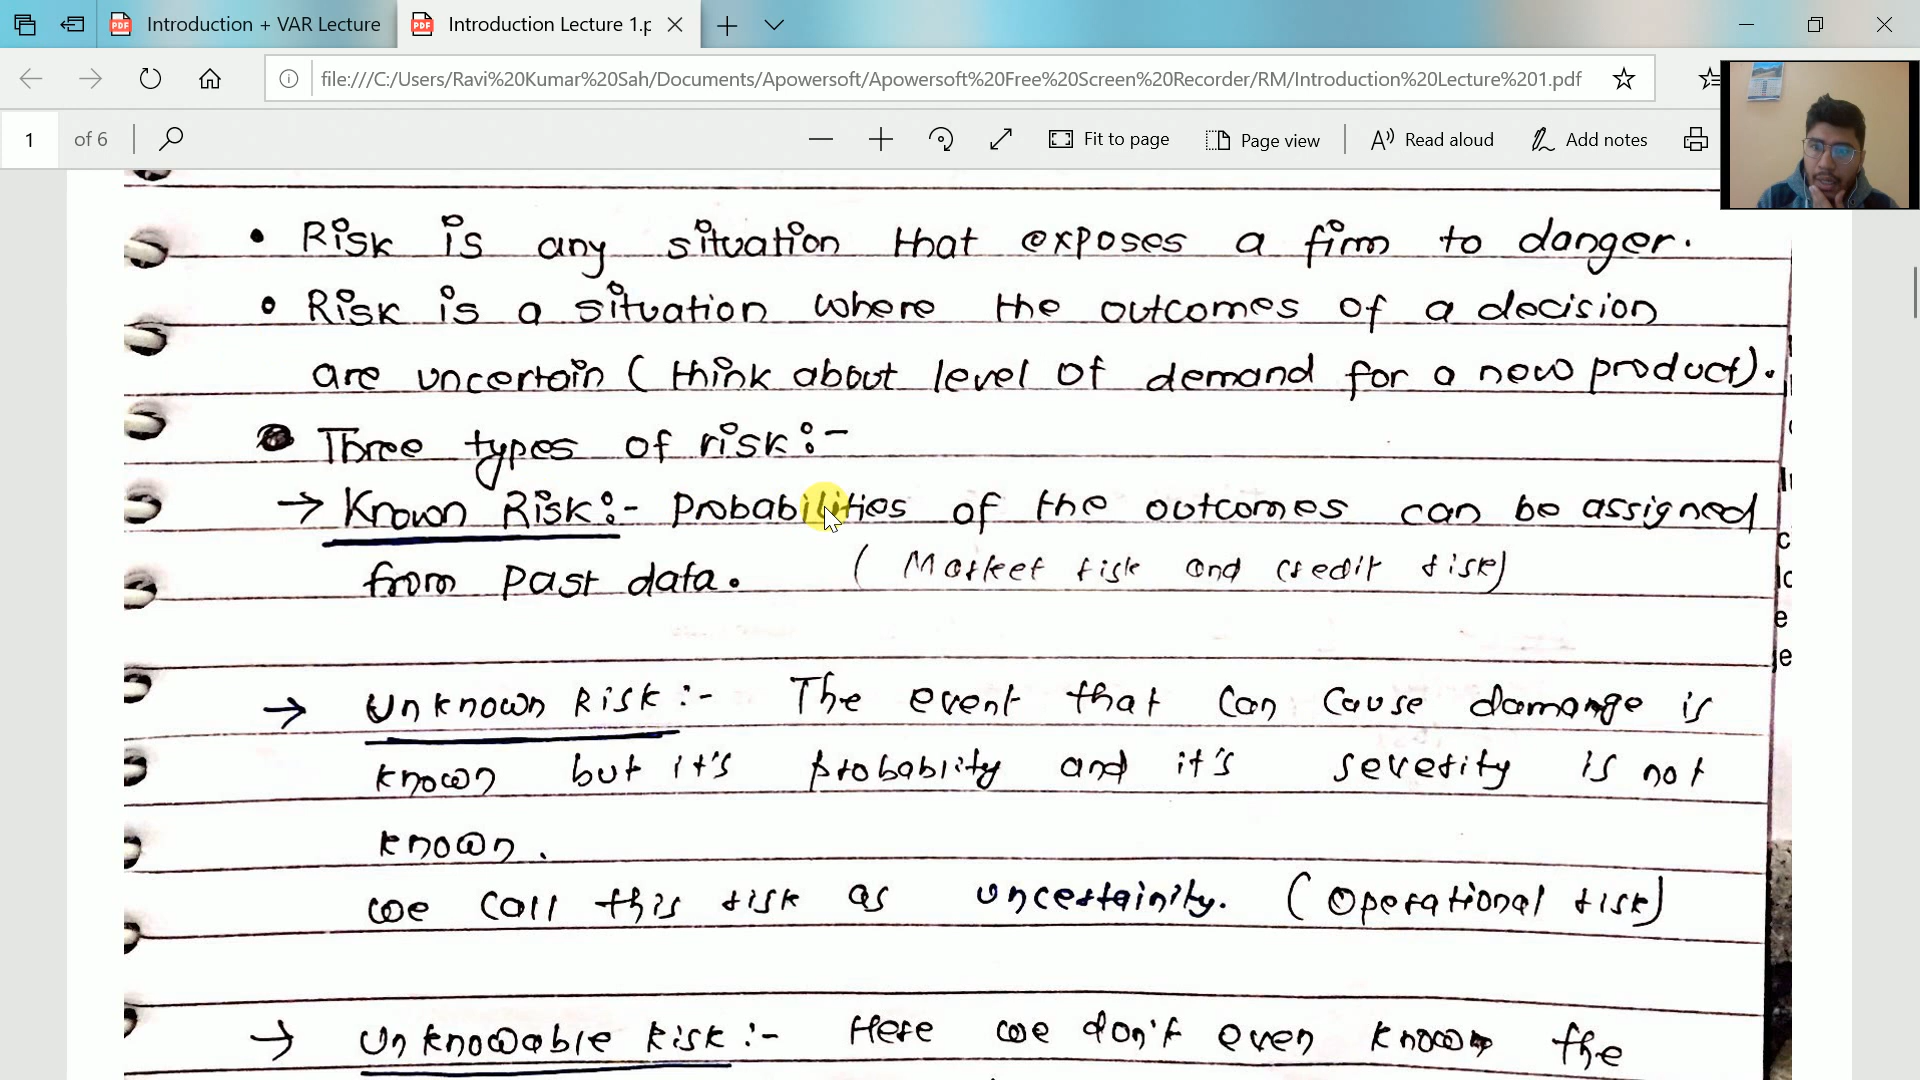 Introduction + VAR Lecture
Introduction Lecture 1.p
file:///C:/Users/Ravi%20Kumar%20Sah/Documents/Apowersoft/Apowersoft%20Free%20Screen%20Recorder/RM/Introduction%20Lecture%201.pdf
1 of 6 Fit to page Page view Read aloud Add notes
• Risk is any situation that exposes a firm to danger.
• Risk is a situation where the outcomes of a decision
are uncertain ( think about level of demand for a new product).
Three types of risk:-
→ Known Risk:- Probabilities of the outcomes can be assigned
from past data. ( Market risk and credit risk)
→ Unknown Risk :- The event that can cause damange is
known but it's probablity and it's severity is not
known.
we call this risk as uncertainity. ( Operational risk)
→ Unknowable Risk :- Here we don't even known the